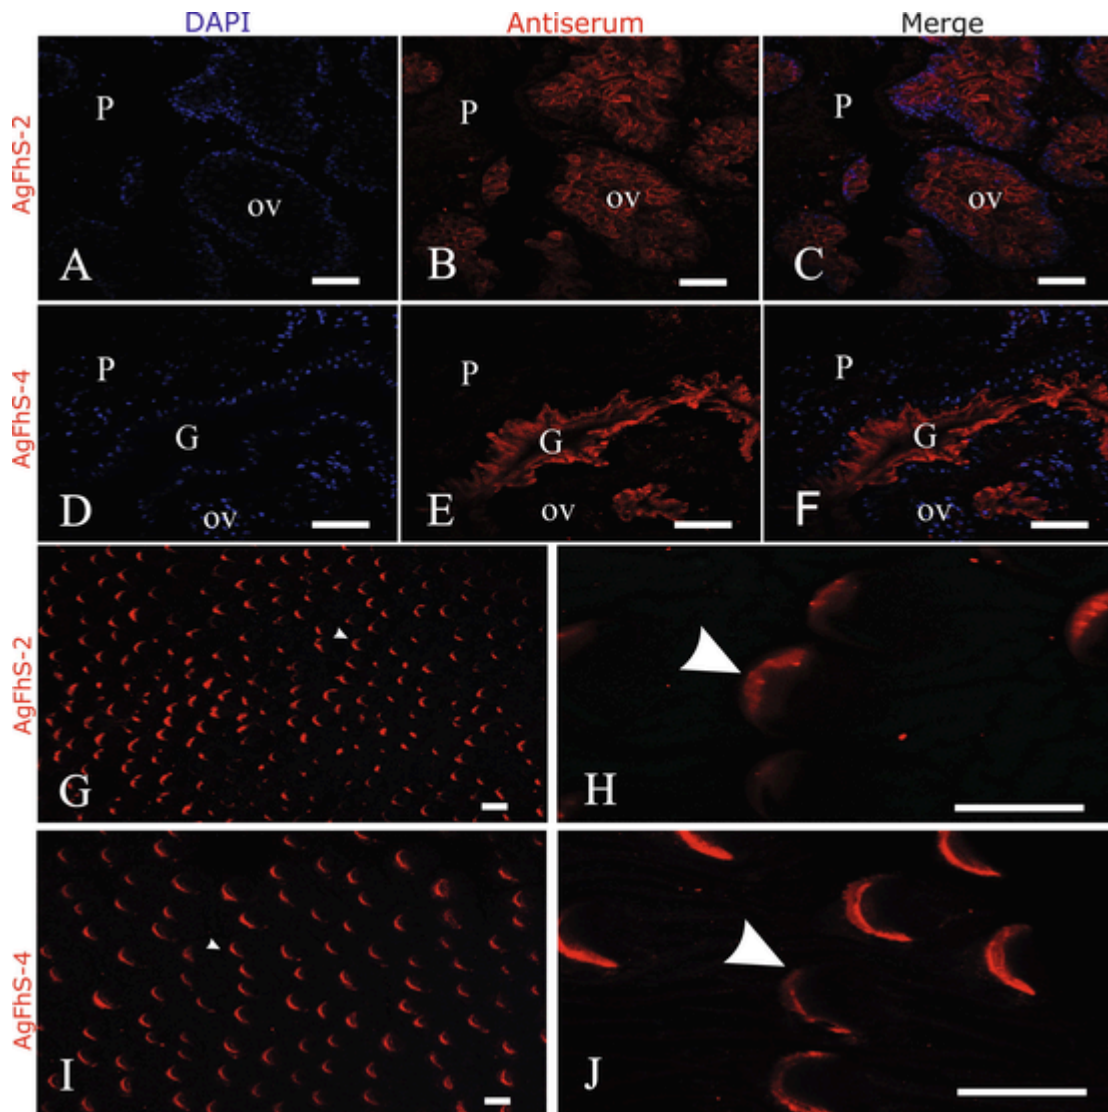 DAPI Antiserum Merge
AgFhS-2
P ov A
P ov B
P ov C
AgFhS-4
P G ov D
P G ov E
P G ov F
AgFhS-2
G
H
AgFhS-4
I
J